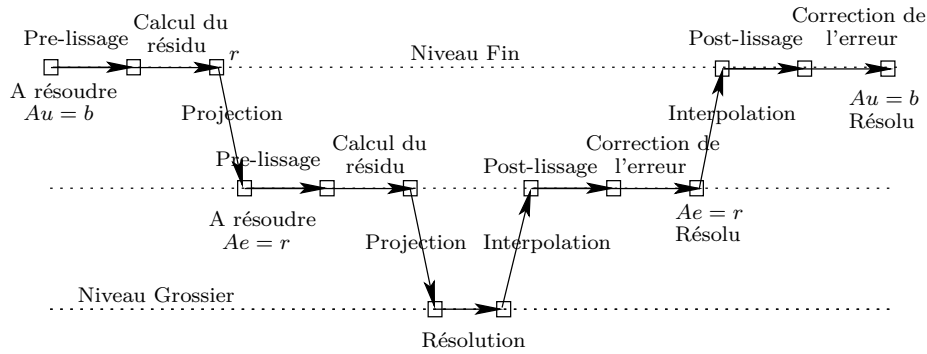 Pre-lissage
Calcul du
résidu
r
Niveau Fin
Post-lissage
Correction de
l'erreur
A résoudre
Au = b
Projection
Interpolation
Au = b
Résolu
Pre-lissage
Calcul du
résidu
Post-lissage
Correction de
l'erreur
A résoudre
Ae = r
Projection
Interpolation
Ae = r
Résolu
Niveau Grossier
Résolution